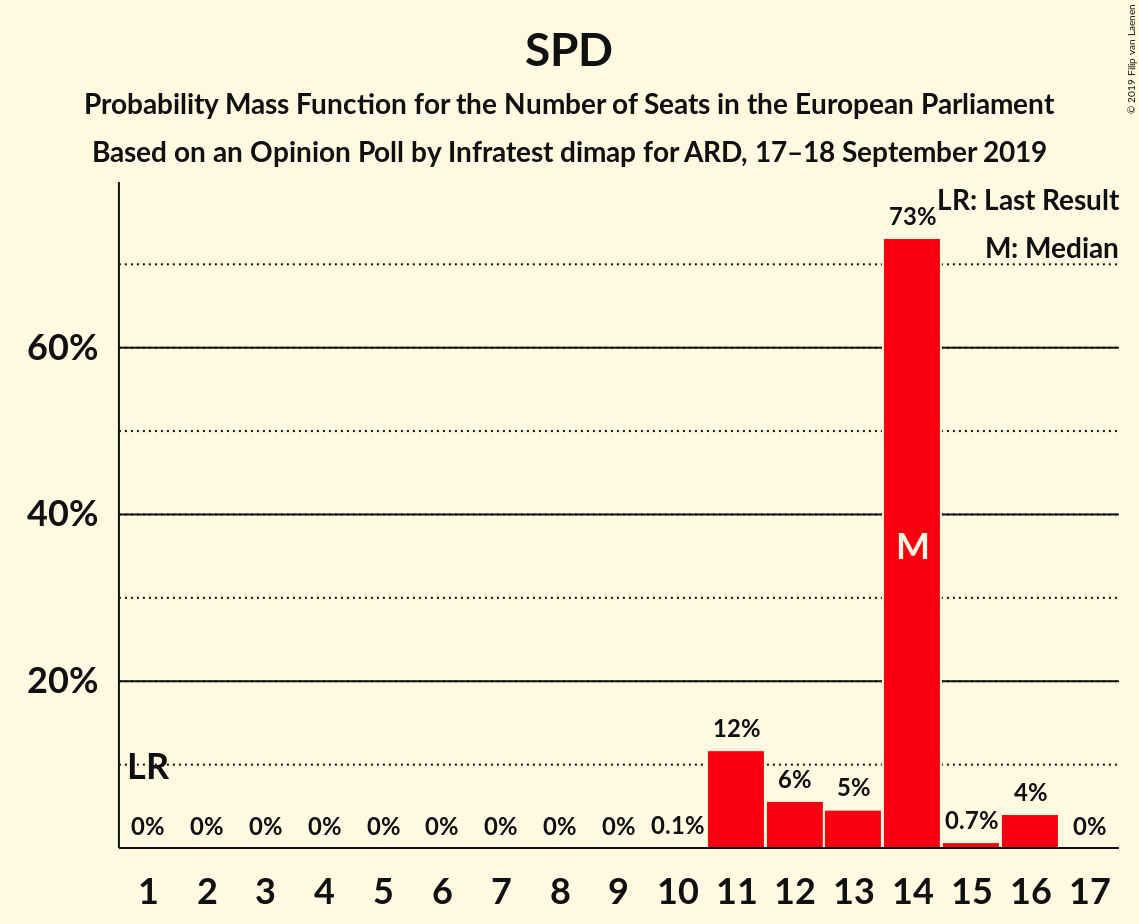 SPD
Probability Mass Function for the Number of Seats in the European Parliament
Based on an Opinion Poll by Infratest dimap for ARD, 17–18 September 2019
© 2019 Filip van Laenen
LR: Last Result
M: Median
73%
60%
40%
M
20%
12%
LR
6%
5%
4%
0% 0% 0% 0% 0% 0% 0% 0% 0% 0.1% 0.7% 0%
1 2 3 4 5 6 7 8 9 10 11 12 13 14 15 16 17